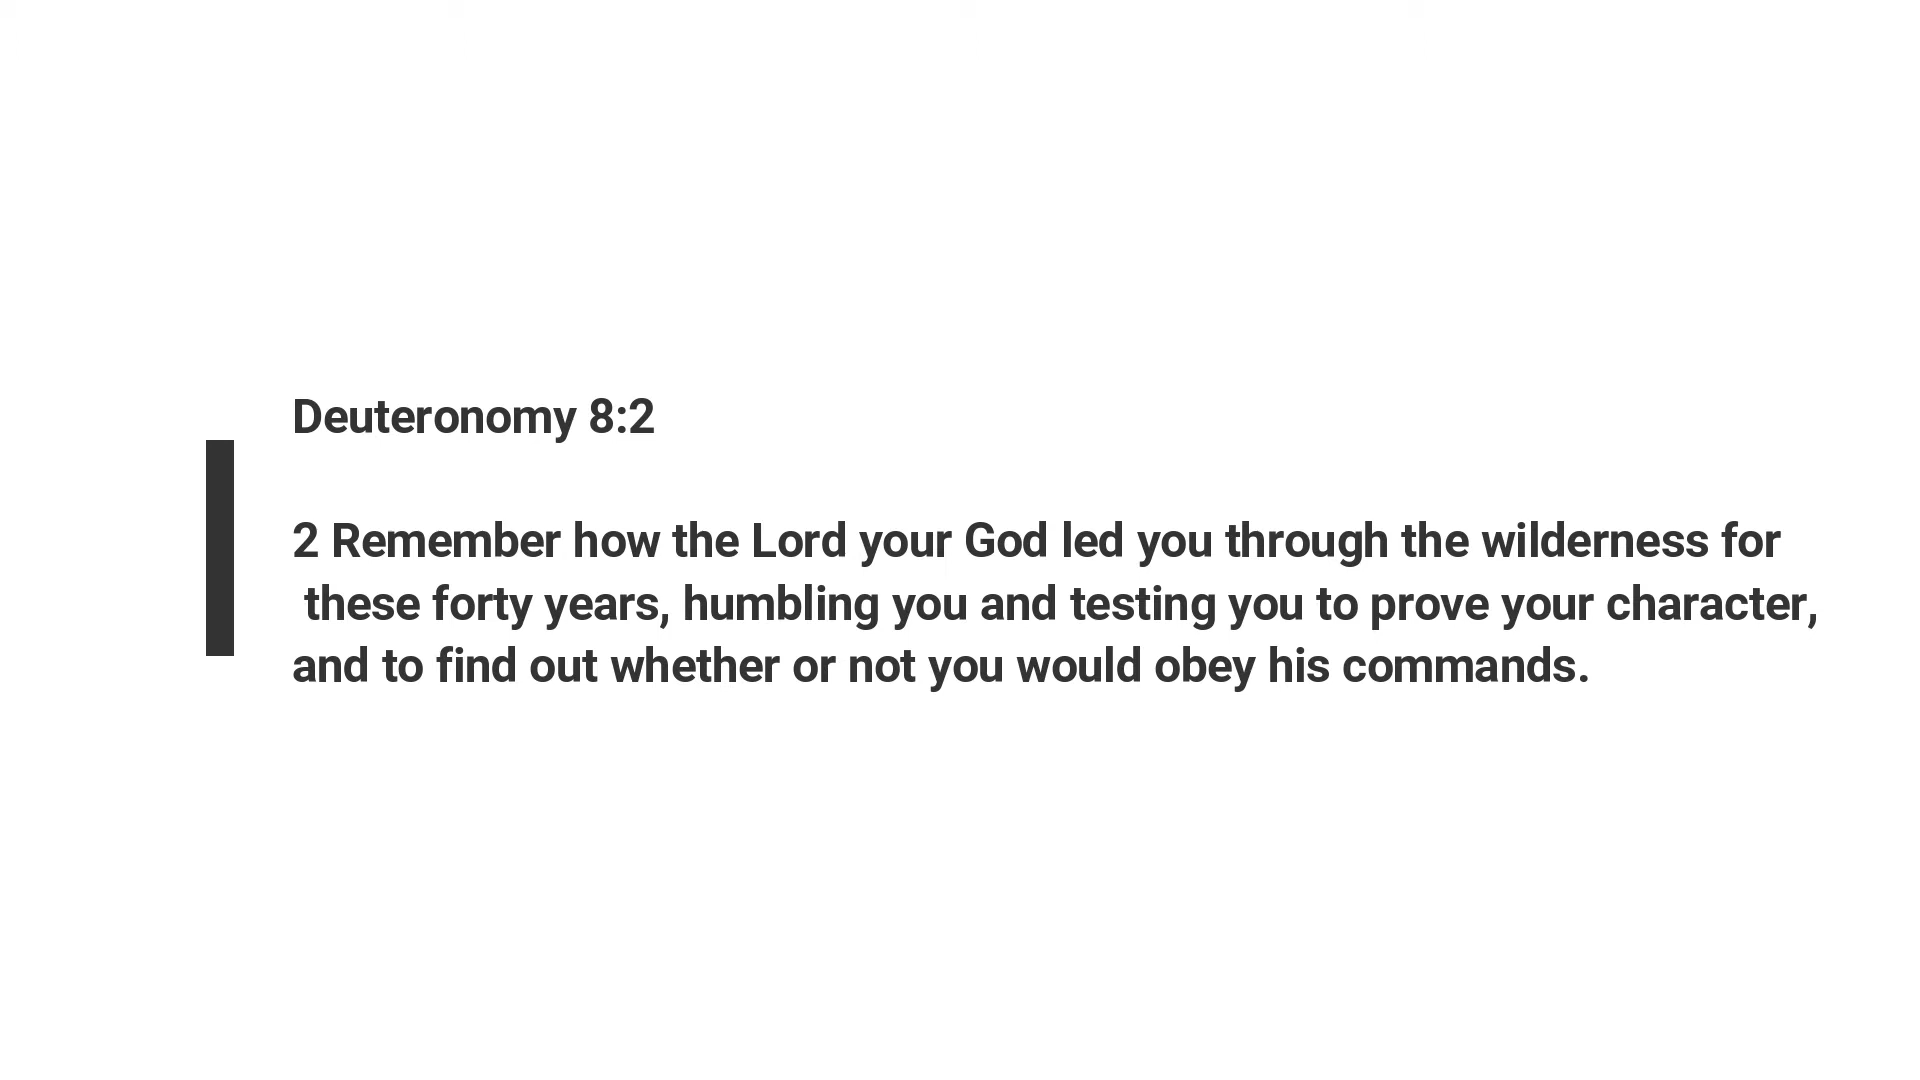 Deuteronomy 8:2
2 Remember how the Lord your God led you through the wilderness for
these forty years, humbling you and testing you to prove your character,
and to find out whether or not you would obey his commands.